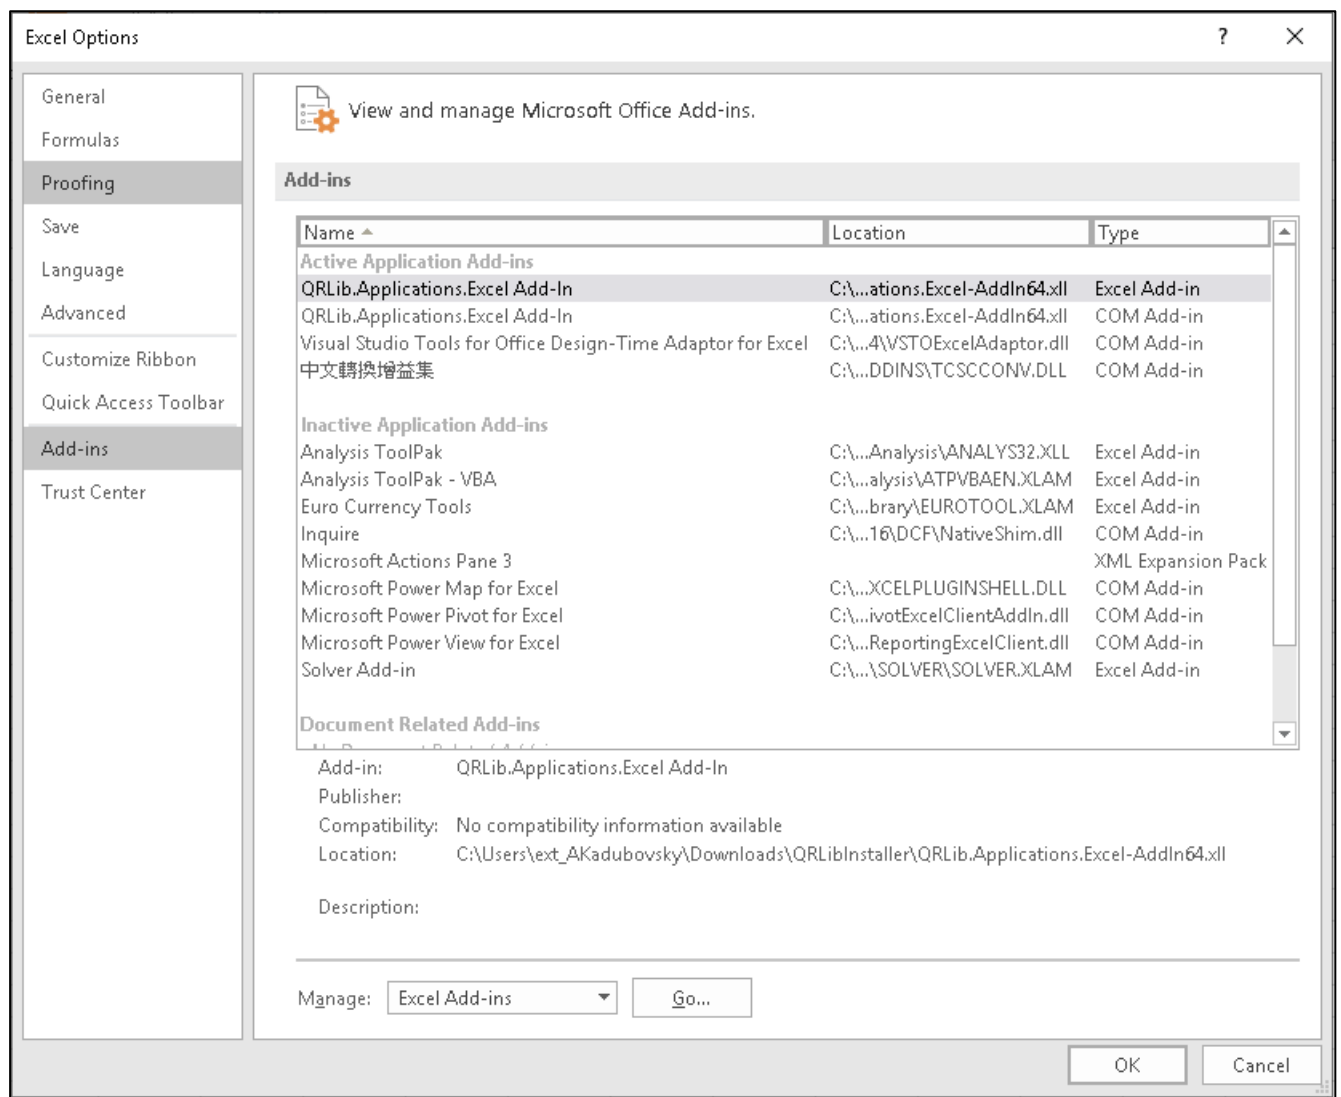 Excel Options
?
General
Formulas
Proofing
Save
Language
Advanced
Customize Ribbon
Quick Access Toolbar
Add-ins
Trust Center
View and manage Microsoft Office Add-ins.
Add-ins
Name Location Type
Active Application Add-ins
QRLib.Applications.Excel Add-In C:\...ations.Excel-AddIn64.xll Excel Add-in
QRLib.Applications.Excel Add-In C:\...ations.Excel-AddIn64.xll COM Add-in
Visual Studio Tools for Office Design-Time Adaptor for Excel C:\...4\VSTOExcelAdaptor.dll COM Add-in
中文轉換增益集 C:\...DDINS\TCSCCONV.DLL COM Add-in
Inactive Application Add-ins
Analysis ToolPak C:\...Analysis\ANALYS32.XLL Excel Add-in
Analysis ToolPak - VBA C:\...alysis\ATPVBAEN.XLAM Excel Add-in
Euro Currency Tools C:\...brary\EUROTOOL.XLAM Excel Add-in
Inquire C:\...16\DCF\NativeShim.dll COM Add-in
Microsoft Actions Pane 3 XML Expansion Pack
Microsoft Power Map for Excel C:\...XCELPLUGINSHELL.DLL COM Add-in
Microsoft Power Pivot for Excel C:\...ivotExcelClientAddIn.dll COM Add-in
Microsoft Power View for Excel C:\...ReportingExcelClient.dll COM Add-in
Solver Add-in C:\...\SOLVER\SOLVER.XLAM Excel Add-in
Document Related Add-ins
Add-in: QRLib.Applications.Excel Add-In
Publisher:
Compatibility: No compatibility information available
Location: C:\Users\ext_AKadubovsky\Downloads\QRLibInstaller\QRLib.Applications.Excel-AddIn64.xll
Description:
Manage: Excel Add-ins Go...
OK Cancel